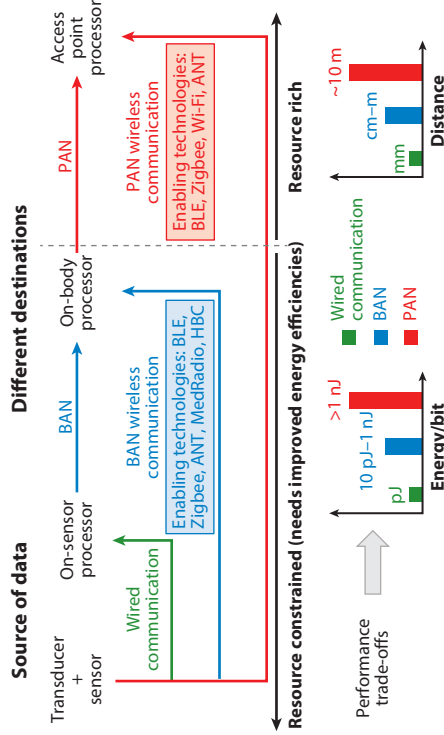 Source of data
Different destinations
Transducer
+
sensor
On-sensor
processor
BAN
On-body
processor
PAN
Access
point
processor
Wired
communication
BAN wireless
communication
Enabling technologies: BLE,
Zigbee, ANT, MedRadio, HBC
PAN wireless
communication
Enabling technologies:
BLE, Zigbee, Wi-Fi, ANT
Resource constrained (needs improved energy efficiencies)
Resource rich
Performance
trade-offs
pJ
10 pJ–1 nJ
>1 nJ
Energy/bit
Wired
communication
BAN
PAN
mm
cm–m
~10 m
Distance